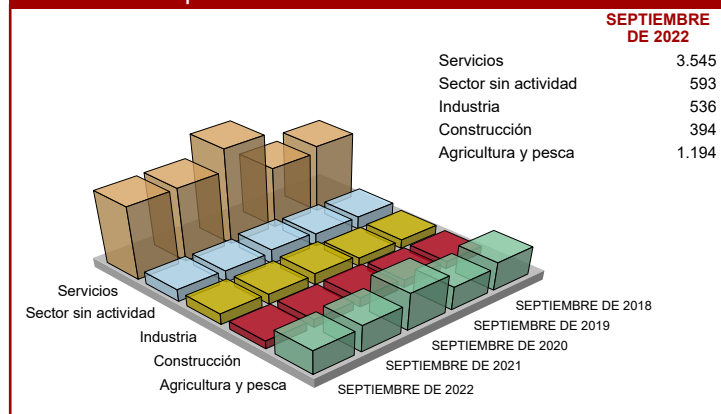 SEPTIEMBRE
DE 2022
Servicios 3.545
Sector sin actividad 593
Industria 536
Construcción 394
Agricultura y pesca 1.194
Servicios
Sector sin actividad
Industria
Construcción
Agricultura y pesca
SEPTIEMBRE DE 2018
SEPTIEMBRE DE 2019
SEPTIEMBRE DE 2020
SEPTIEMBRE DE 2021
SEPTIEMBRE DE 2022